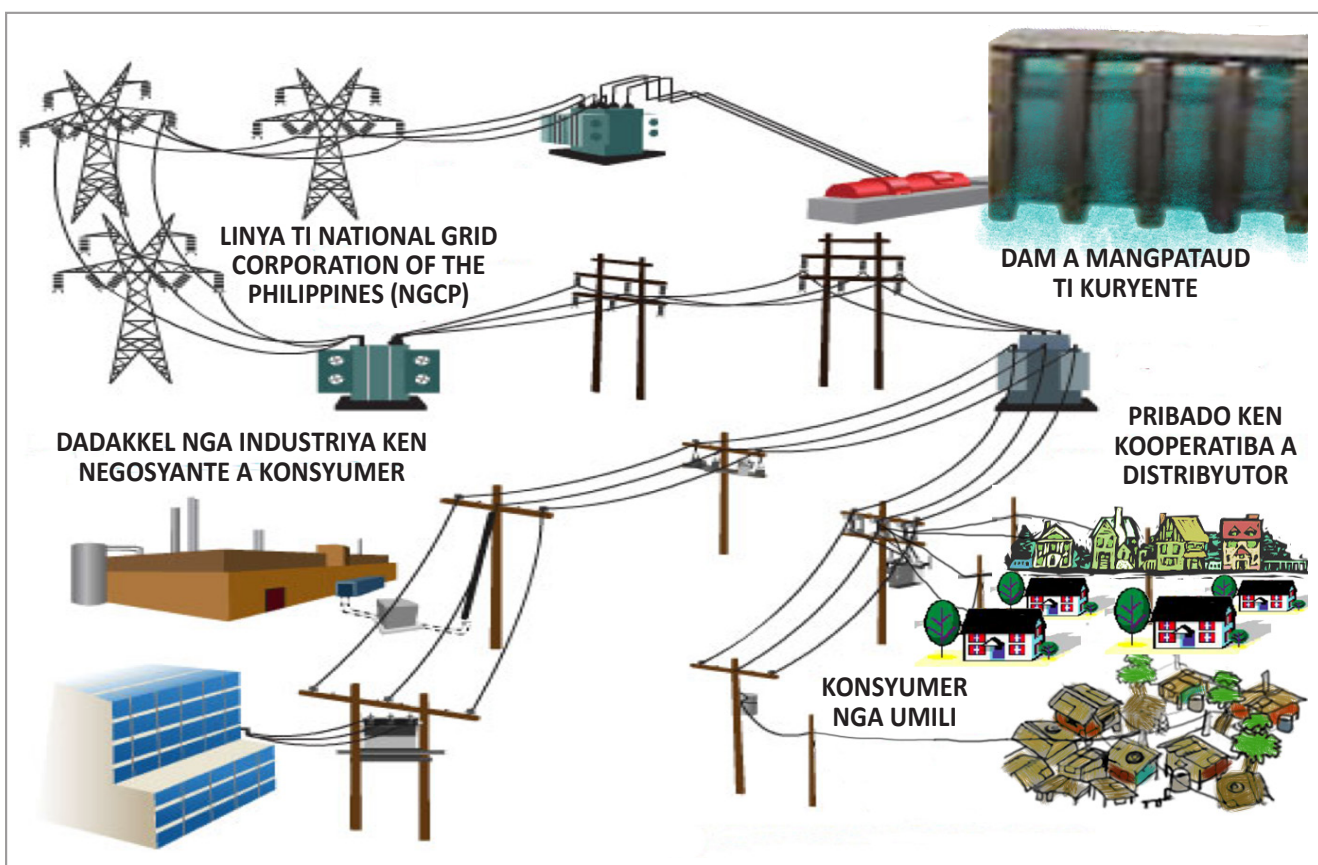 LINYA TI NATIONAL GRID
CORPORATION OF THE
PHILIPPINES (NGCP)
DAM A MANGPATAUD
TI KURYENTE
DADAKKEL NGA INDUSTRIYA KEN
NEGOSYANTE A KONSYUMER
PRIBADO KEN
KOOPERATIBA A
DISTRIBYUTOR
KONSYUMER
NGA UMILI